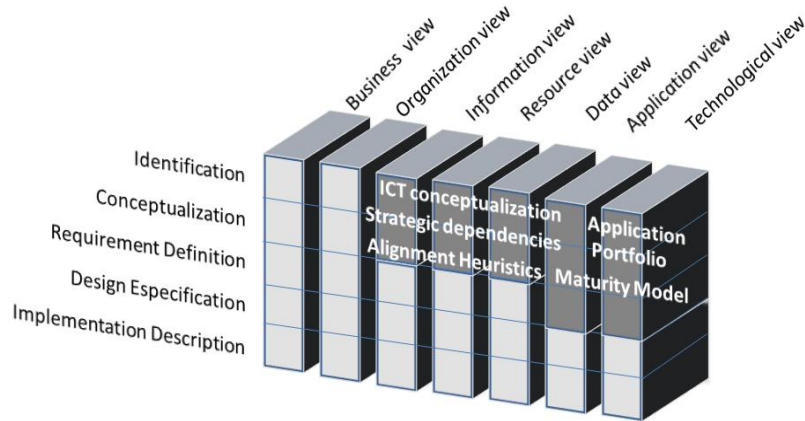 Business view
Organization view
Information view
Resource view
Data view
Application view
Technological view
Identification
Conceptualization
Requirement Definition
Design Especification
Implementation Description
ICT conceptualization
Strategic dependencies
Alignment Heuristics
Application
Portfolio
Maturity Model